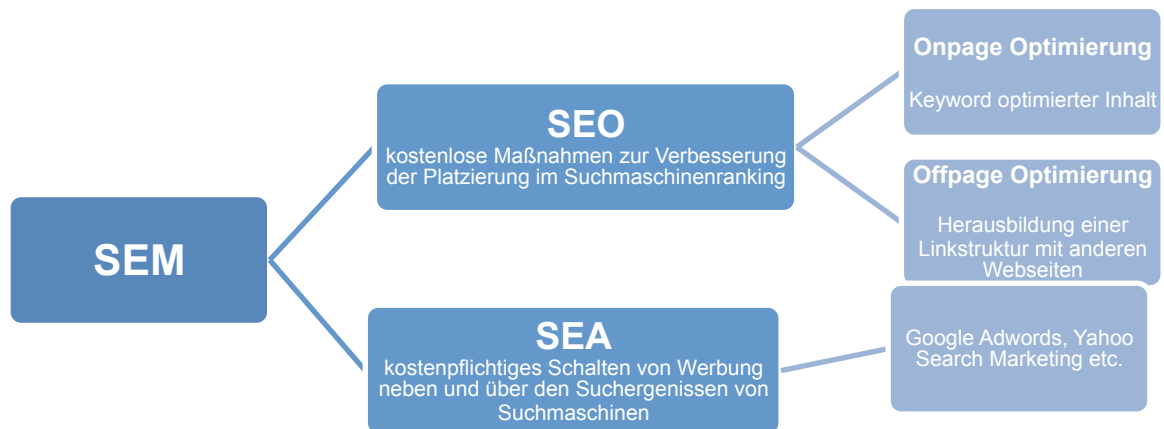 SEM
SEO
kostenlose Maßnahmen zur Verbesserung
der Platzierung im Suchmaschinenranking
Onpage Optimierung
Keyword optimierter Inhalt
Offpage Optimierung
Herausbildung einer
Linkstruktur mit anderen
Webseiten
SEA
kostenpflichtiges Schalten von Werbung
neben und über den Suchergenissen von
Suchmaschinen
Google Adwords, Yahoo
Search Marketing etc.